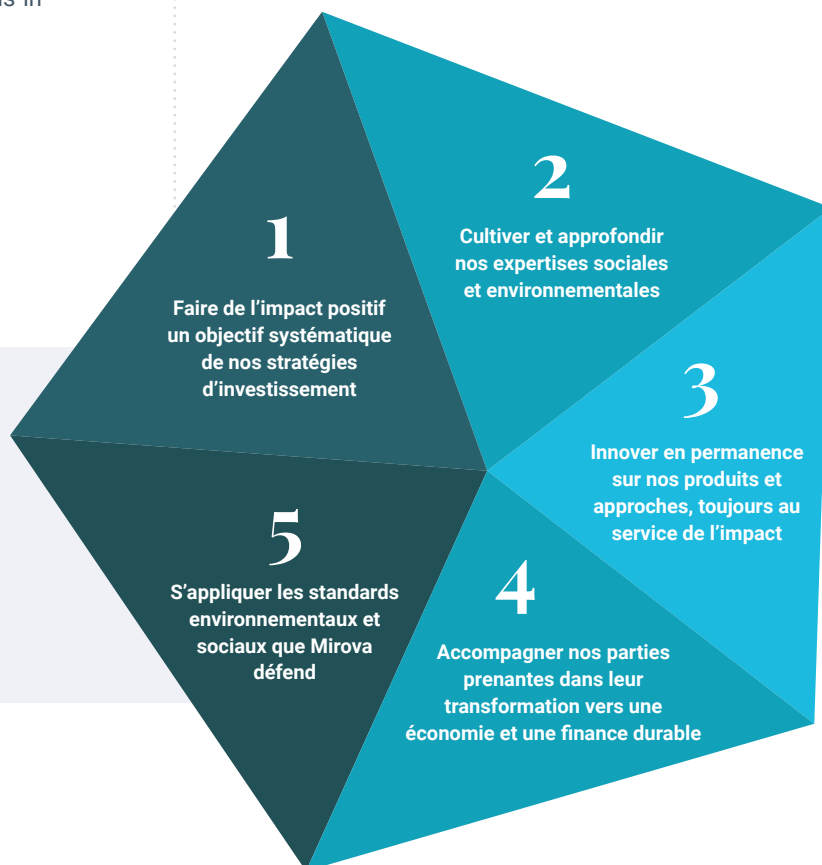 in
1
Faire de l’impact positif
un objectif systématique
de nos stratégies
d’investissement
2
Cultiver et approfondir
nos expertises sociales
et environnementales
3
Innover en permanence
sur nos produits et
approches, toujours au
service de l’impact
4
Accompagner nos parties
prenantes dans leur
transformation vers une
économie et une finance durable
5
S’appliquer les standards
environnementaux et
sociaux que Mirova
défend